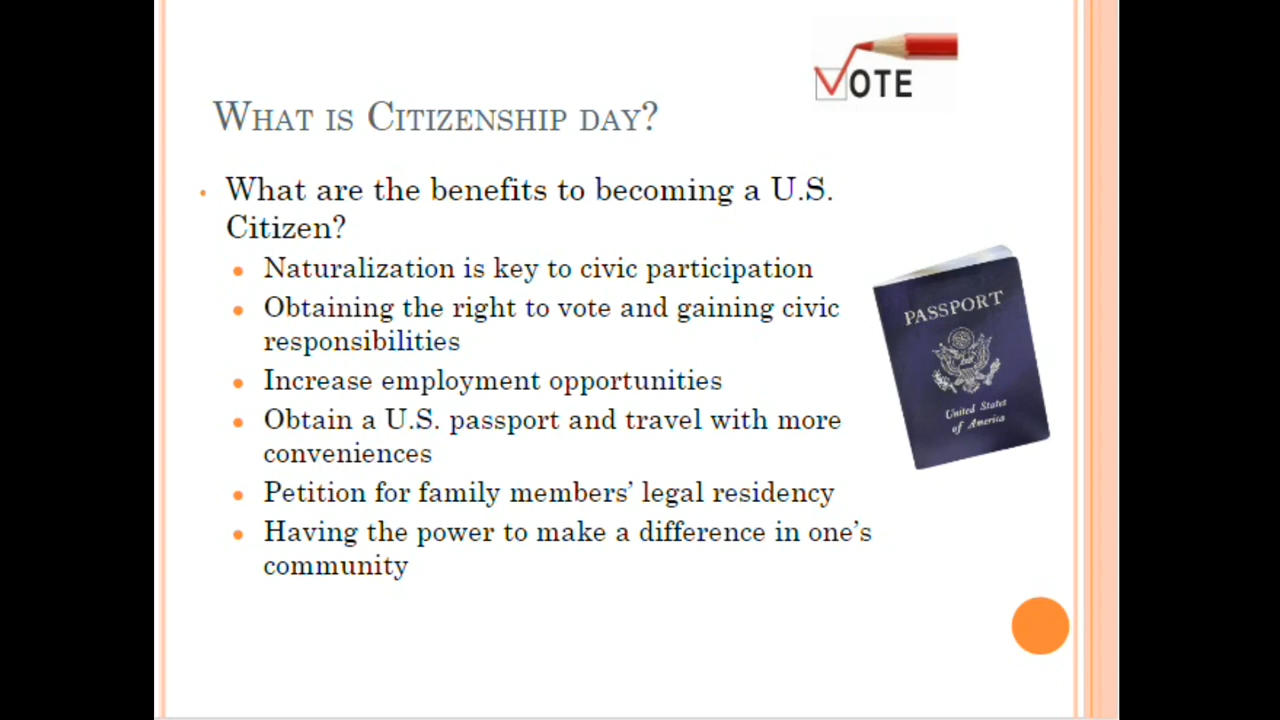 VOTE
WHAT IS CITIZENSHIP DAY?
• What are the benefits to becoming a U.S.
Citizen?
• Naturalization is key to civic participation
• Obtaining the right to vote and gaining civic
responsibilities
• Increase employment opportunities
• Obtain a U.S. passport and travel with more
conveniences
• Petition for family members’ legal residency
• Having the power to make a difference in one’s
community
PASSPORT
United States
of America